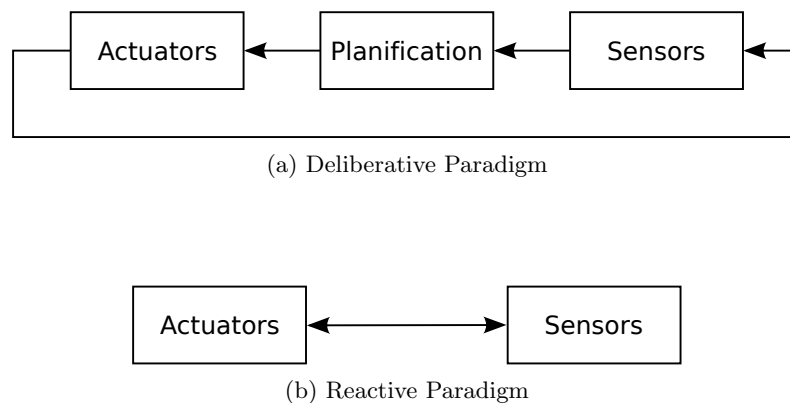 Actuators Planification Sensors
(a) Deliberative Paradigm
Actuators Sensors
(b) Reactive Paradigm